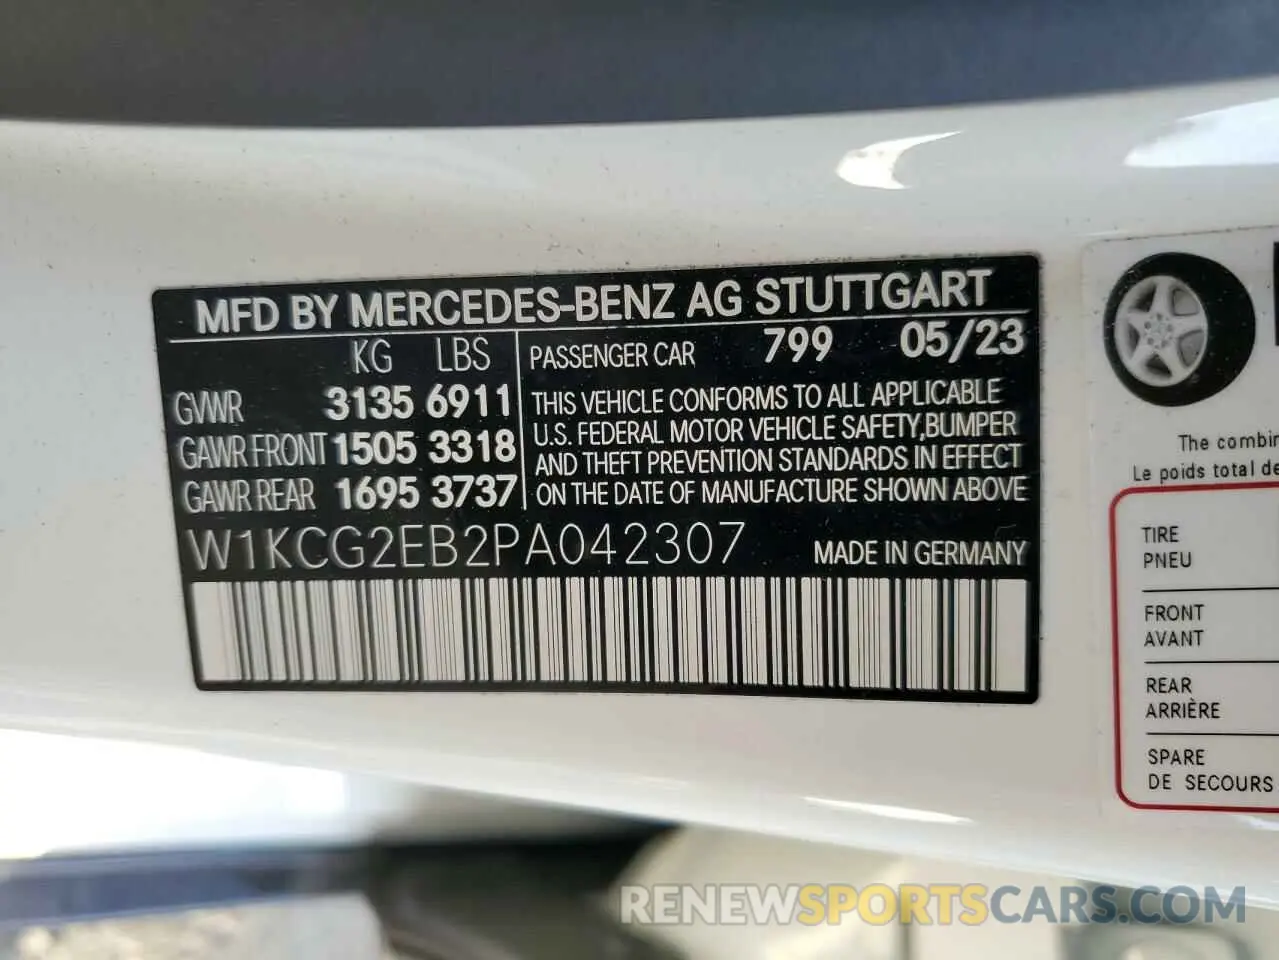 MFD BY MERCEDES-BENZ AG STUTTGART
KG LBS
GVWR 3135 6911
GAWR FRONT 1505 3318
GAWR REAR 1695 3737
PASSENGER CAR 799 05/23
THIS VEHICLE CONFORMS TO ALL APPLICABLE
U.S. FEDERAL MOTOR VEHICLE SAFETY, BUMPER
AND THEFT PREVENTION STANDARDS IN EFFECT
ON THE DATE OF MANUFACTURE SHOWN ABOVE
W1KCG2EB2PA042307 MADE IN GERMANY
The combin
Le poids total de
TIRE
PNEU
FRONT
AVANT
REAR
ARRIÈRE
SPARE
DE SECOURS
RENEWSPORTSCARS.COM